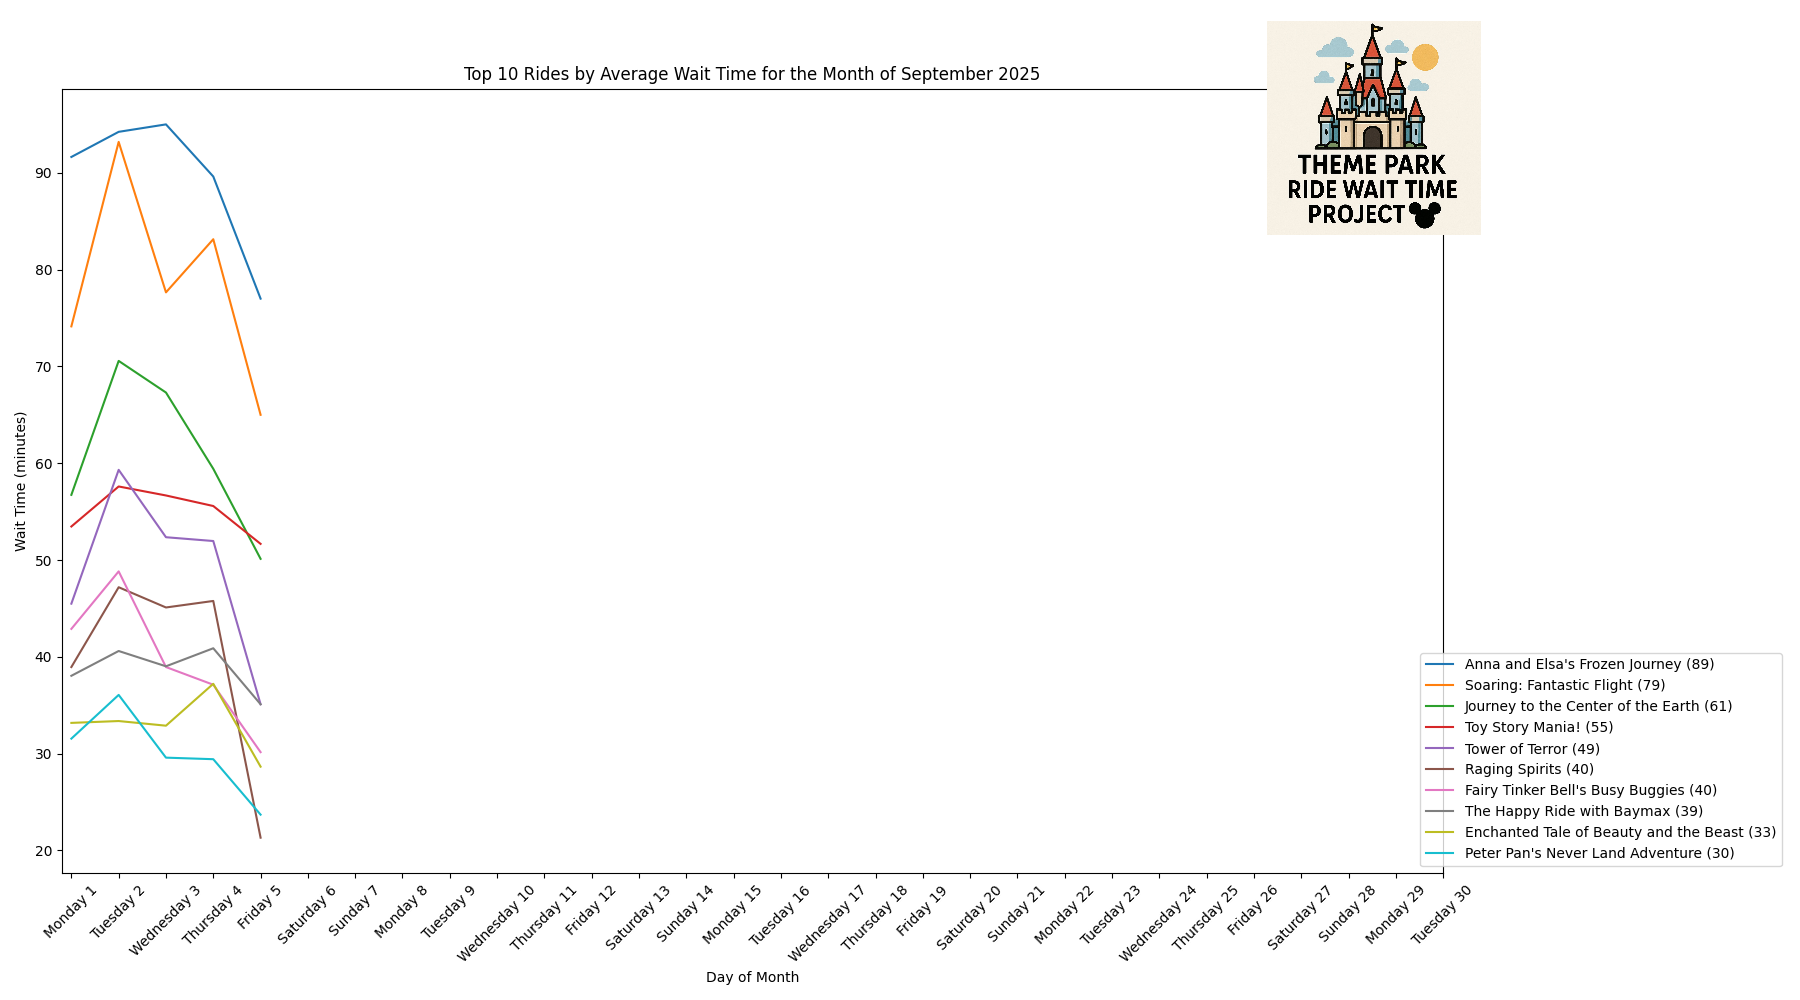 Top 10 Rides by Average Wait Time for the Month of September 2025
THEME PARK
RIDE WAIT TIME
PROJECT
Wait Time (minutes)
90
80
70
60
50
40
30
20
Anna and Elsa's Frozen Journey (89)
Soaring: Fantastic Flight (79)
Journey to the Center of the Earth (61)
Toy Story Mania! (55)
Tower of Terror (49)
Raging Spirits (40)
Fairy Tinker Bell's Busy Buggies (40)
The Happy Ride with Baymax (39)
Enchanted Tale of Beauty and the Beast (33)
Peter Pan's Never Land Adventure (30)
Monday 1
Tuesday 2
Wednesday 3
Thursday 4
Friday 5
Saturday 6
Sunday 7
Monday 8
Tuesday 9
Wednesday 10
Thursday 11
Friday 12
Saturday 13
Sunday 14
Monday 15
Tuesday 16
Wednesday 17
Thursday 18
Friday 19
Saturday 20
Sunday 21
Monday 22
Tuesday 23
Wednesday 24
Thursday 25
Friday 26
Saturday 27
Sunday 28
Monday 29
Tuesday 30
Day of Month